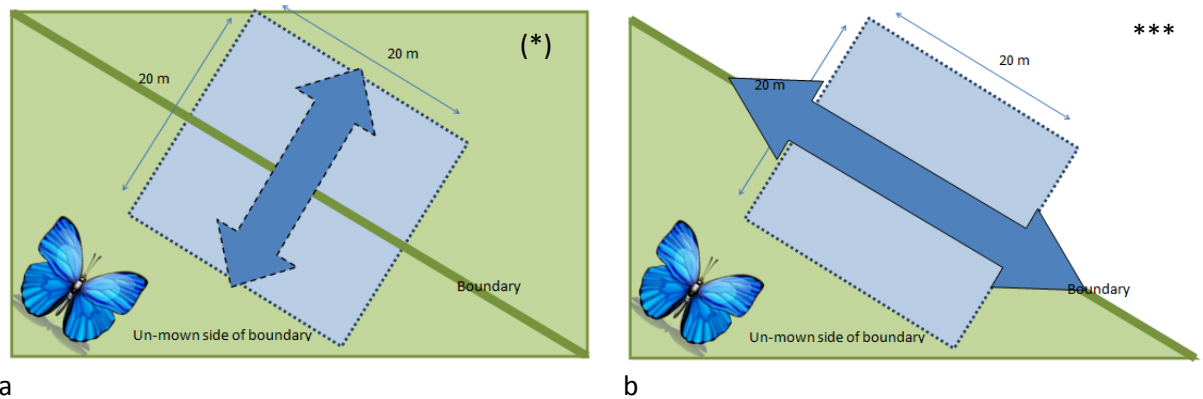 20 m
20 m
(*)
Boundary
Un-mown side of boundary
a
20 m
20 m
***
Boundary
Un-mown side of boundary
b